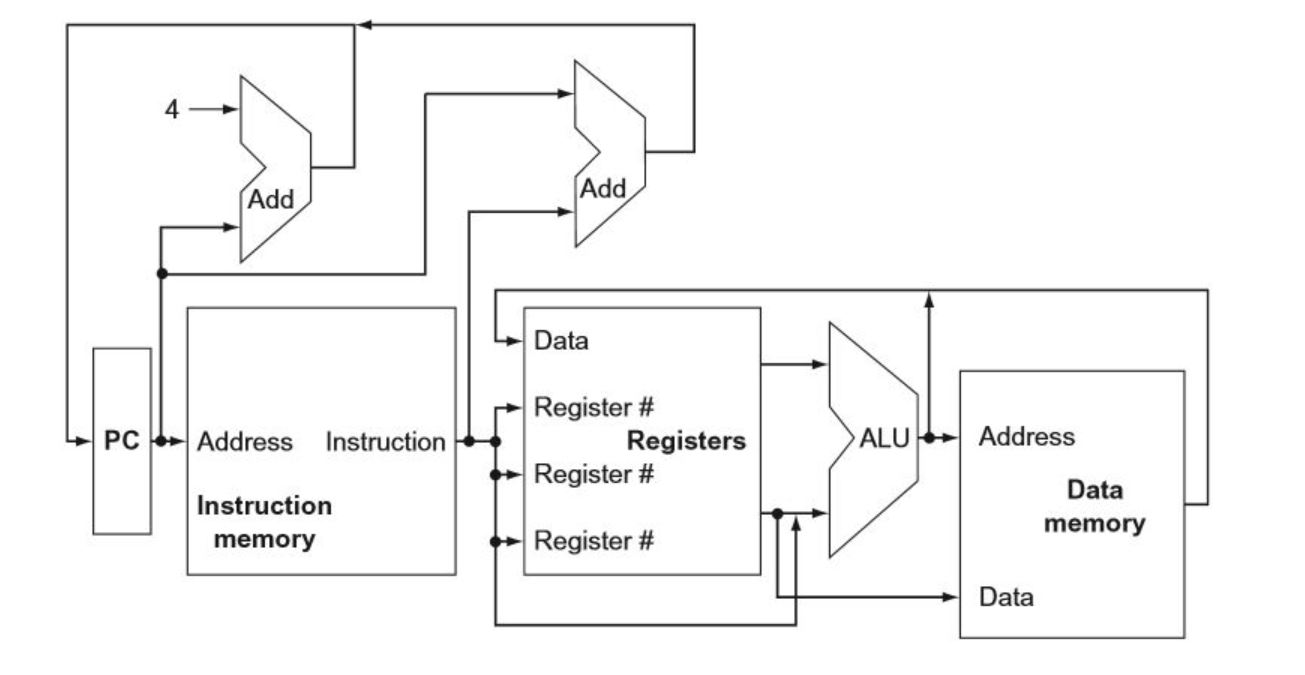 4
Add
Add
Data
Register #
Registers
Register #
Register #
PC
Address
Instruction
Instruction
memory
ALU
Address
Data
memory
Data